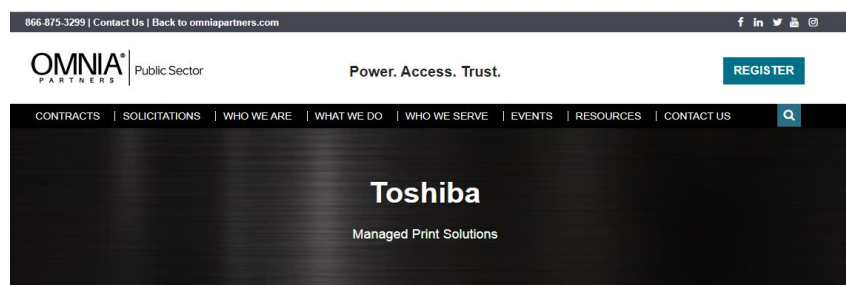 866-875-3299 | Contact Us | Back to omniapartners.com
OMNIA® PARTNERS Public Sector
Power. Access. Trust.
REGISTER
CONTRACTS | SOLICITATIONS | WHO WE ARE | WHAT WE DO | WHO WE SERVE | EVENTS | RESOURCES | CONTACT US
Toshiba
Managed Print Solutions